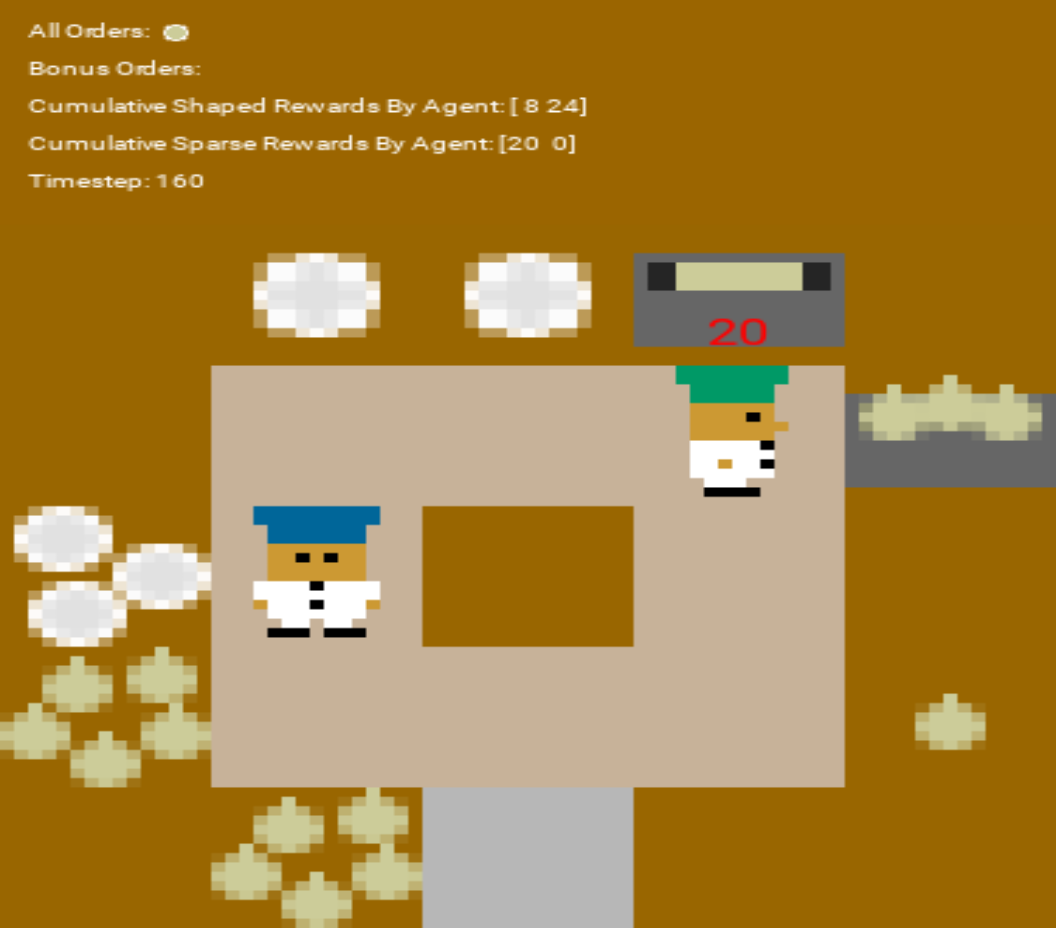 All Orders:
Bonus Orders:
Cumulative Shaped Rewards By Agent: [ 8 24]
Cumulative Sparse Rewards By Agent: [20  0]
Timestep: 160
20